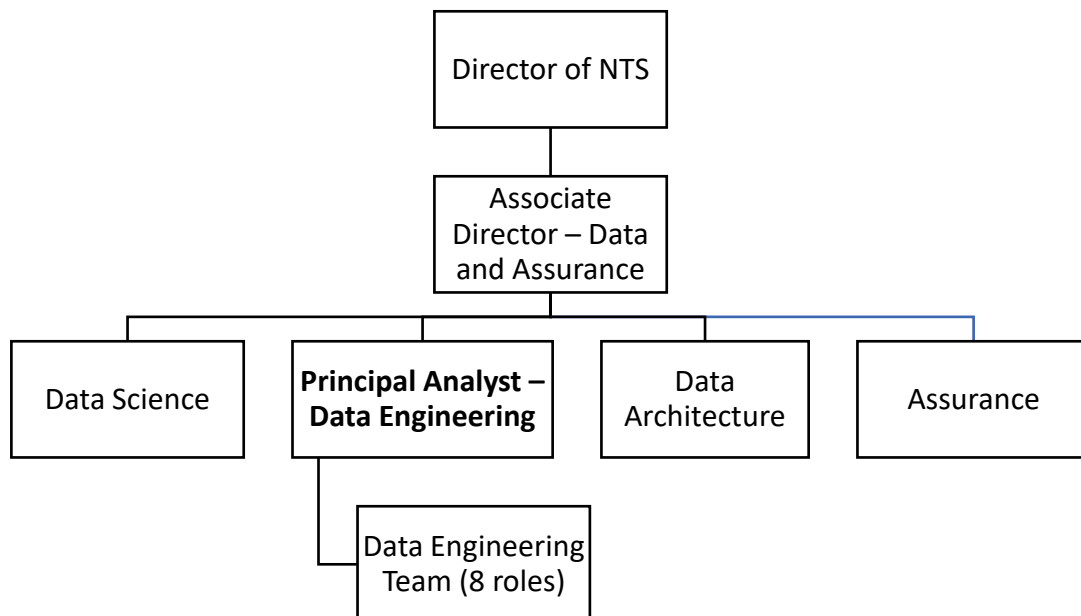 Director of NTS
Associate
Director – Data
and Assurance
Data Science
Principal Analyst –
Data Engineering
Data
Architecture
Assurance
Data Engineering
Team (8 roles)